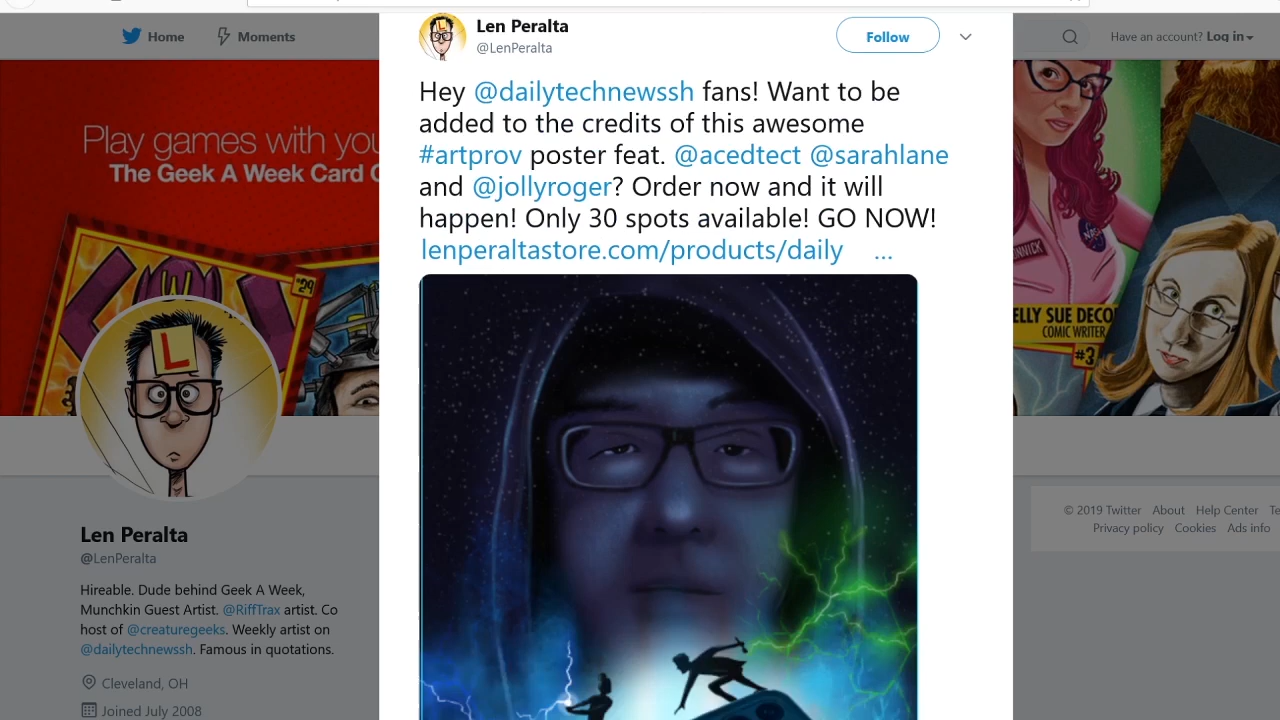 Home
Moments
Have an account? Log in
Len Peralta
@LenPeralta
Follow
Hey @dailytechnewssh fans! Want to be
added to the credits of this awesome
#artprov poster feat. @acedtect @sarahlane
and @jollyroger? Order now and it will
happen! Only 30 spots available! GO NOW!
lenperaltastore.com/products/daily …
Play games with you
The Geek A Week Card
#29
L
NNWICK
ELLY SUE DECO
COMIC WRITER
#3
Len Peralta
@LenPeralta
Hireable. Dude behind Geek A Week,
Munchkin Guest Artist. @RiffTrax artist. Co
host of @creaturegeeks. Weekly artist on
@dailytechnewssh. Famous in quotations.
Cleveland, OH
Joined July 2008
© 2019 Twitter About Help Center Te
Privacy policy Cookies Ads info